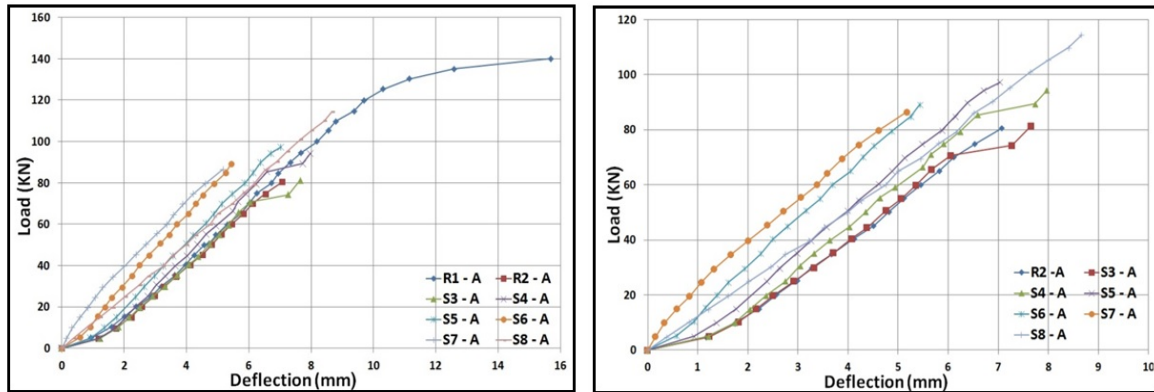 160
140
120
100
80
60
40
20
0
Load (KN)
R1 - A
R2 - A
S3 - A
S4 - A
S5 - A
S6 - A
S7 - A
S8 - A
0 2 4 6 8 10 12 14 16
Deflection (mm)
120
100
80
60
40
20
0
Load (KN)
R2 - A
S3 - A
S4 - A
S5 - A
S6 - A
S7 - A
S8 - A
0 1 2 3 4 5 6 7 8 9 10
Deflection (mm)